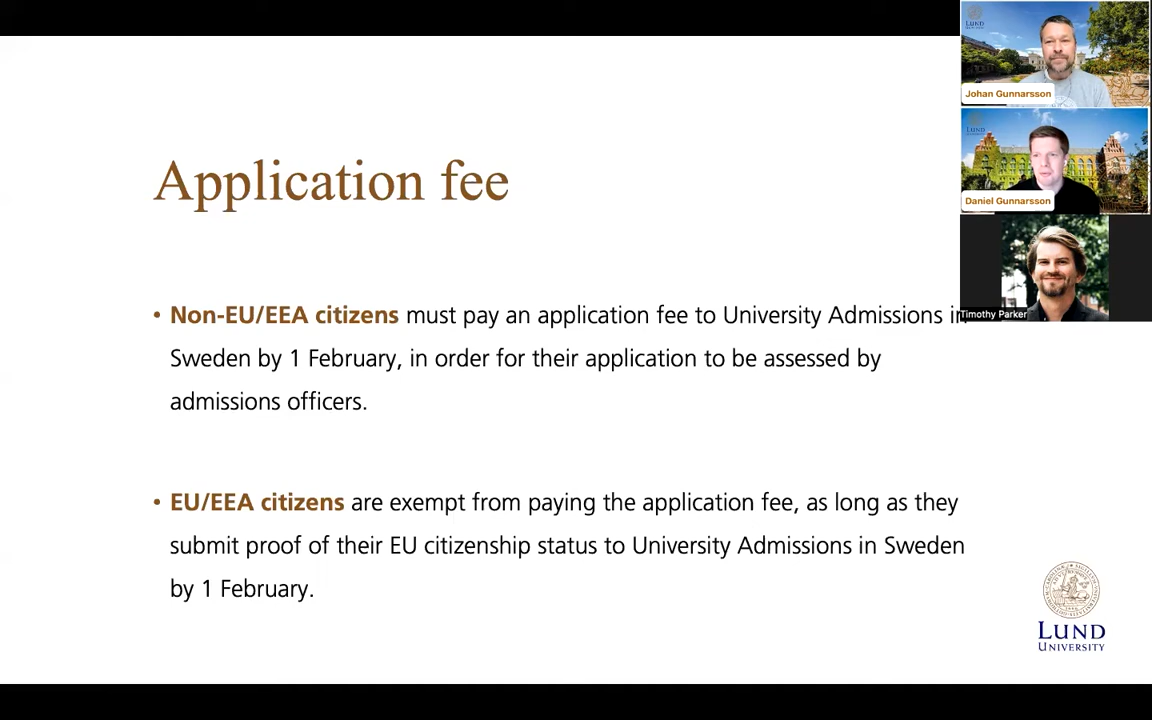 Application fee
• Non-EU/EEA citizens must pay an application fee to University Admissions in
Sweden by 1 February, in order for their application to be assessed by
admissions officers.
• EU/EEA citizens are exempt from paying the application fee, as long as they
submit proof of their EU citizenship status to University Admissions in Sweden
by 1 February.
LUND
Johan Gunnarsson
LUND
Daniel Gunnarsson
Timothy Parker
LUND
UNIVERSITY